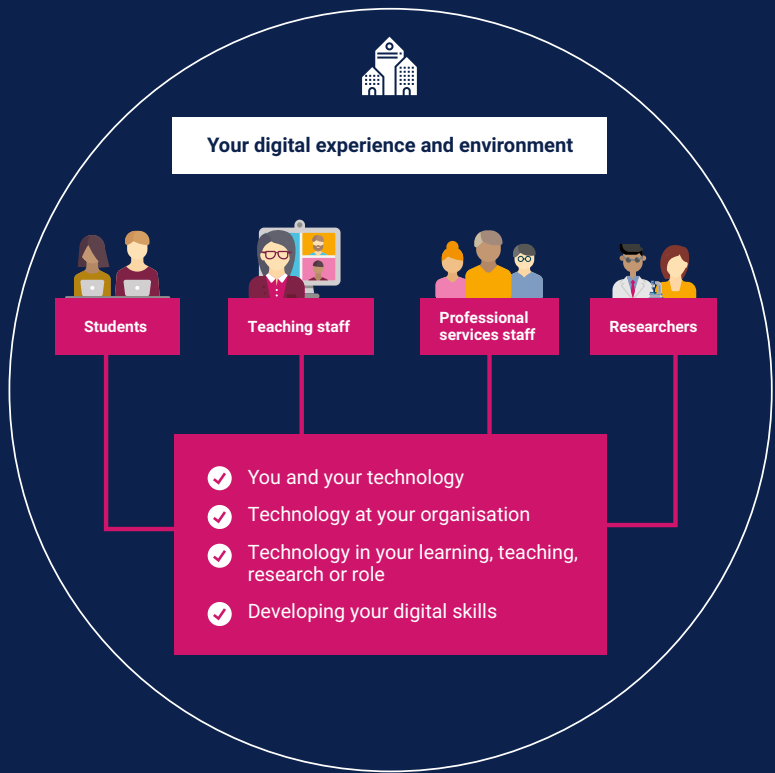 Your digital experience and environment
Students
Teaching staff
Professional
services staff
Researchers
You and your technology
Technology at your organisation
Technology in your learning, teaching,
research or role
Developing your digital skills